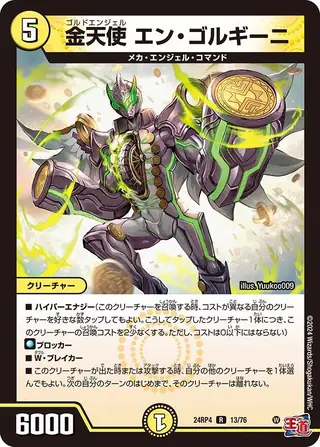 5
ゴルドエンジェル
金天使 エン・ゴルギーニ
メカ・エンジェル・コマンド
illus. Yuukoo009
クリーチャー
■ハイパーエナジー(このクリーチャーを召喚する時、コストが異なる自分のクリー
チャーを好きな数タップしてもよい。こうしてタップしたクリーチャー1体につき、こ
のクリーチャーの召喚コストを2少なくする。ただし、コストは0以下にはならない)
ブロッカー
■W・ブレイカー
■このクリーチャーが出た時または攻撃する時、自分の他のクリーチャーを1体
選んでもよい。次の自分のターンのはじめまで、そのクリーチャーは離れない。
6000
1
24RP4 R 13/76
W
王道
©2024 Wizards/Shogakukan/WHC